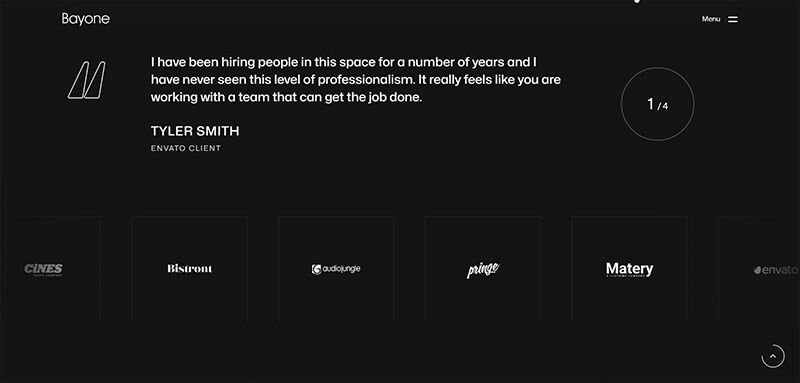 Bayone
Menu
I have been hiring people in this space for a number of years and I
have never seen this level of professionalism. It really feels like you are
working with a team that can get the job done.
1 / 4
TYLER SMITH
ENVATO CLIENT
CiNES
Bistront
audiojungle
pringe
Matery
envato